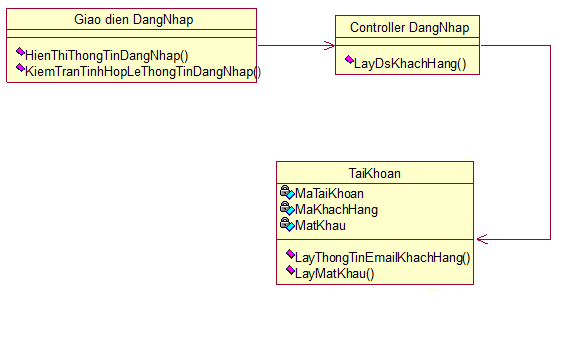 Giao dien DangNhap
HienThiThongTinDangNhap()
KiemTranTinhHopLeThongTinDangNhap()
Controller DangNhap
LayDsKhachHang()
TaiKhoan
MaTaiKhoan
MaKhachHang
MatKhau
LayThongTinEmailKhachHang()
LayMatKhau()